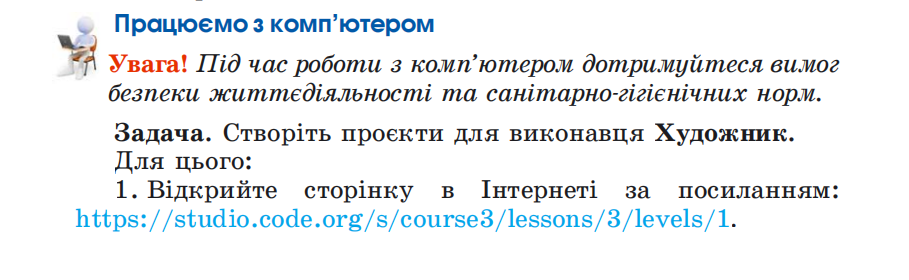 Працюємо з комп’ютером
Увага! Під час роботи з комп’ютером дотримуйтеся вимог
безпеки життєдіяльності та санітарно-гігієнічних норм.
Задача. Створіть проєкти для виконавця Художник.
Для цього:
1. Відкрийте сторінку в Інтернеті за посиланням:
https://studio.code.org/s/course3/lessons/3/levels/1.